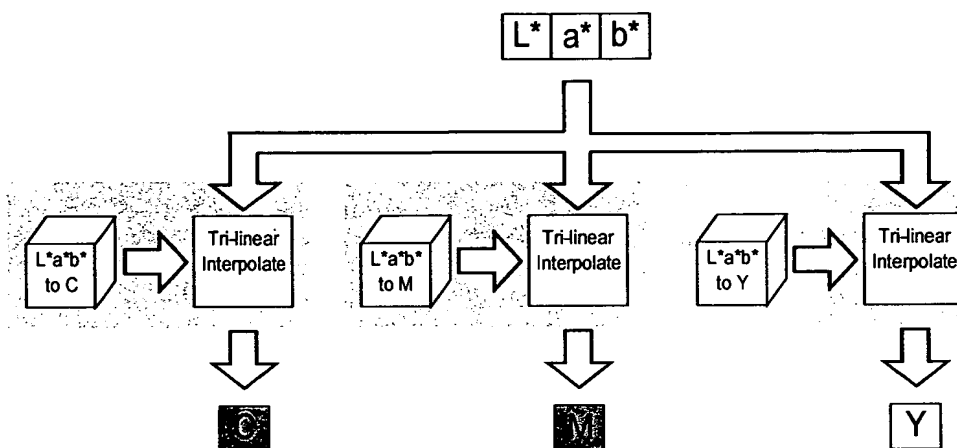 L* a* b*
L*a*b*
to C
Tri-linear
Interpolate
L*a*b*
to M
Tri-linear
Interpolate
L*a*b*
to Y
Tri-linear
Interpolate
C
M
Y